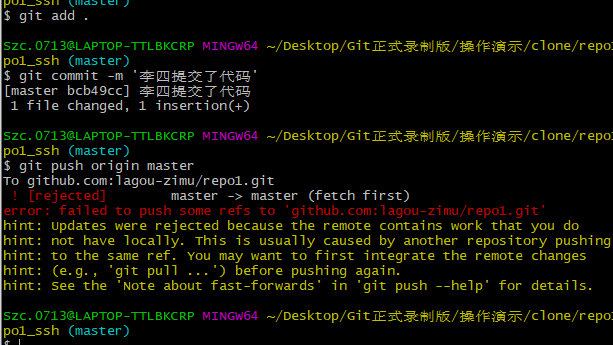 po1_ssh (master)
$ git add .
Szc.0713@LAPTOP-TTLBKCRP MINGW64 ~/Desktop/Git正式录制版/操作演示/clone/repo
po1_ssh (master)
$ git commit -m '李四提交了代码'
[master bcb49cc] 李四提交了代码
1 file changed, 1 insertion(+)
Szc.0713@LAPTOP-TTLBKCRP MINGW64 ~/Desktop/Git正式录制版/操作演示/clone/repo
po1_ssh (master)
$ git push origin master
To github.com:lagou-zimu/repo1.git
! [rejected] master -> master (fetch first)
error: failed to push some refs to 'github.com:lagou-zimu/repo1.git'
hint: Updates were rejected because the remote contains work that you do
hint: not have locally. This is usually caused by another repository pushing
hint: to the same ref. You may want to first integrate the remote changes
hint: (e.g., 'git pull ...') before pushing again.
hint: See the 'Note about fast-forwards' in 'git push --help' for details.
Szc.0713@LAPTOP-TTLBKCRP MINGW64 ~/Desktop/Git正式录制版/操作演示/clone/repo
po1_ssh (master)
$